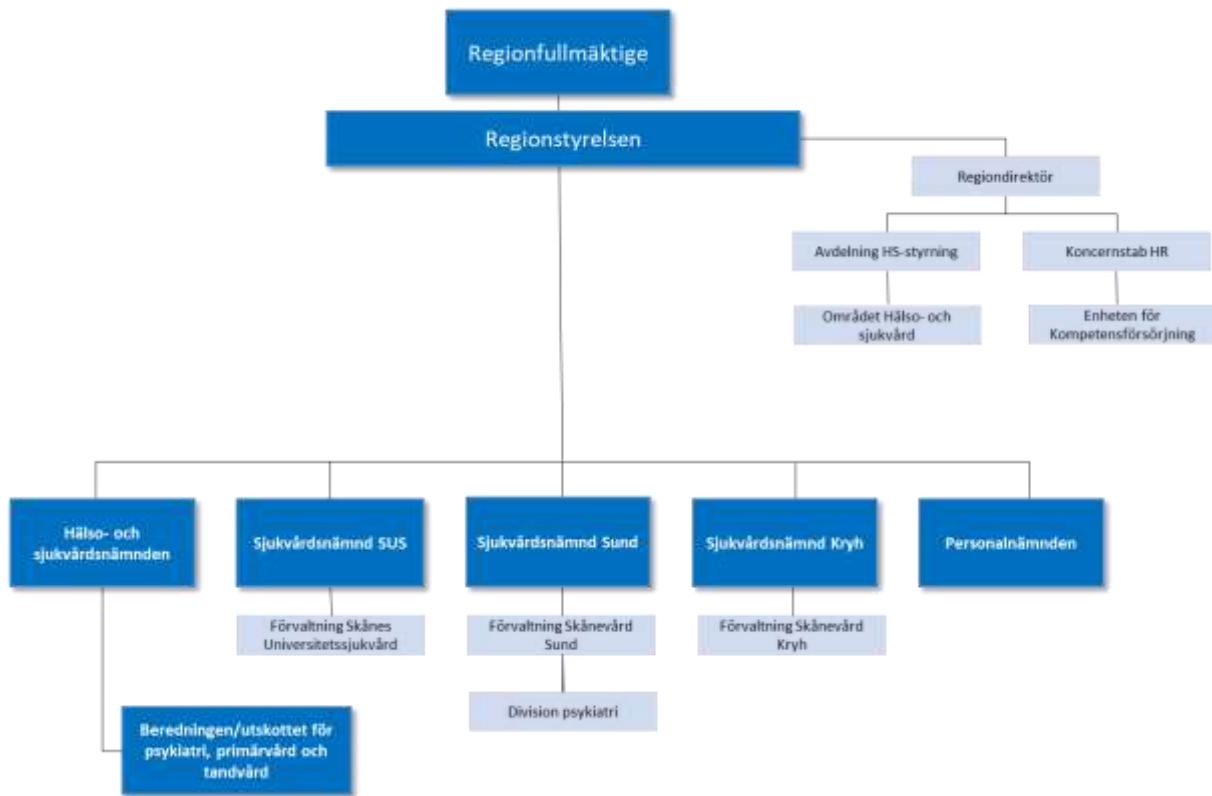 Regionfullmäktige
Regionstyrelsen
Regiondirektör
Avdelning HS-styrning
Koncernstab HR
Området Hälso- och
sjukvård
Enheten för
Kompetensförsörjning
Hälso- och
sjukvårdsnämnden
Sjukvårdsnämnd SUS
Sjukvårdsnämnd Sund
Sjukvårdsnämnd Kryh
Personalnämnden
Förvaltning Skånes
Universitetssjukvård
Förvaltning Skånevård
Sund
Förvaltning Skånevård
Kryh
Division psykiatri
Beredningen/utskottet för
psykiatri, primärvård och
tandvård